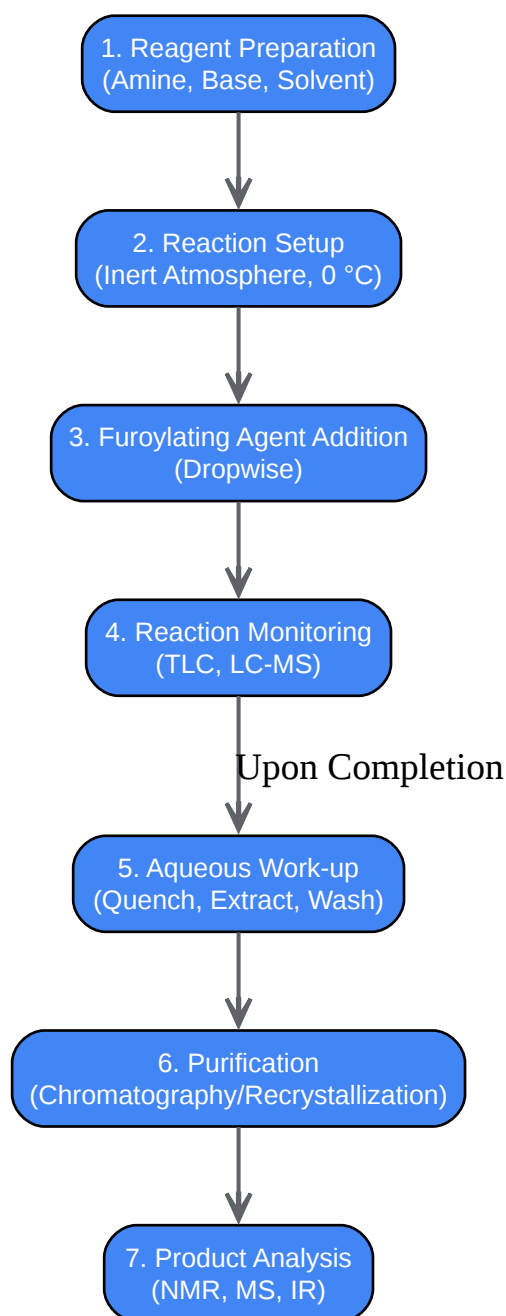 1. Reagent Preparation
(Amine, Base, Solvent)
2. Reaction Setup
(Inert Atmosphere, 0 °C)
3. Furoylating Agent Addition
(Dropwise)
4. Reaction Monitoring
(TLC, LC-MS)
Upon Completion
5. Aqueous Work-up
(Quench, Extract, Wash)
6. Purification
(Chromatography/Recrystallization)
7. Product Analysis
(NMR, MS, IR)